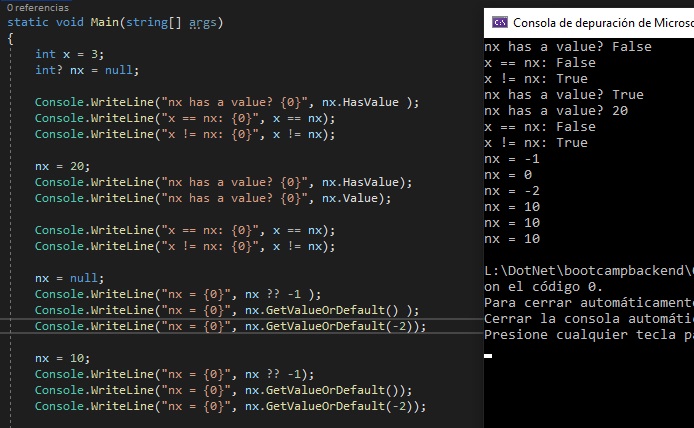 0 referencias
static void Main(string[] args)
{
int x = 3;
int? nx = null;
Console.WriteLine("nx has a value? {0}", nx.HasValue );
Console.WriteLine("x == nx: {0}", x == nx);
Console.WriteLine("x != nx: {0}", x != nx);
nx = 20;
Console.WriteLine("nx has a value? {0}", nx.HasValue);
Console.WriteLine("nx has a value? {0}", nx.Value);
Console.WriteLine("x == nx: {0}", x == nx);
Console.WriteLine("x != nx: {0}", x != nx);
nx = null;
Console.WriteLine("nx = {0}", nx ?? -1 );
Console.WriteLine("nx = {0}", nx.GetValueOrDefault() );
Console.WriteLine("nx = {0}", nx.GetValueOrDefault(-2));
nx = 10;
Console.WriteLine("nx = {0}", nx ?? -1);
Console.WriteLine("nx = {0}", nx.GetValueOrDefault());
Console.WriteLine("nx = {0}", nx.GetValueOrDefault(-2));
Consola de depuración de Microso
nx has a value? False
x == nx: False
x != nx: True
nx has a value? True
nx has a value? 20
x == nx: False
x != nx: True
nx = -1
nx = 0
nx = -2
nx = 10
nx = 10
nx = 10
L:\DotNet\bootcampbackend\
on el código 0.
Para cerrar automáticament
Cerrar la consola automáti
Presione cualquier tecla p